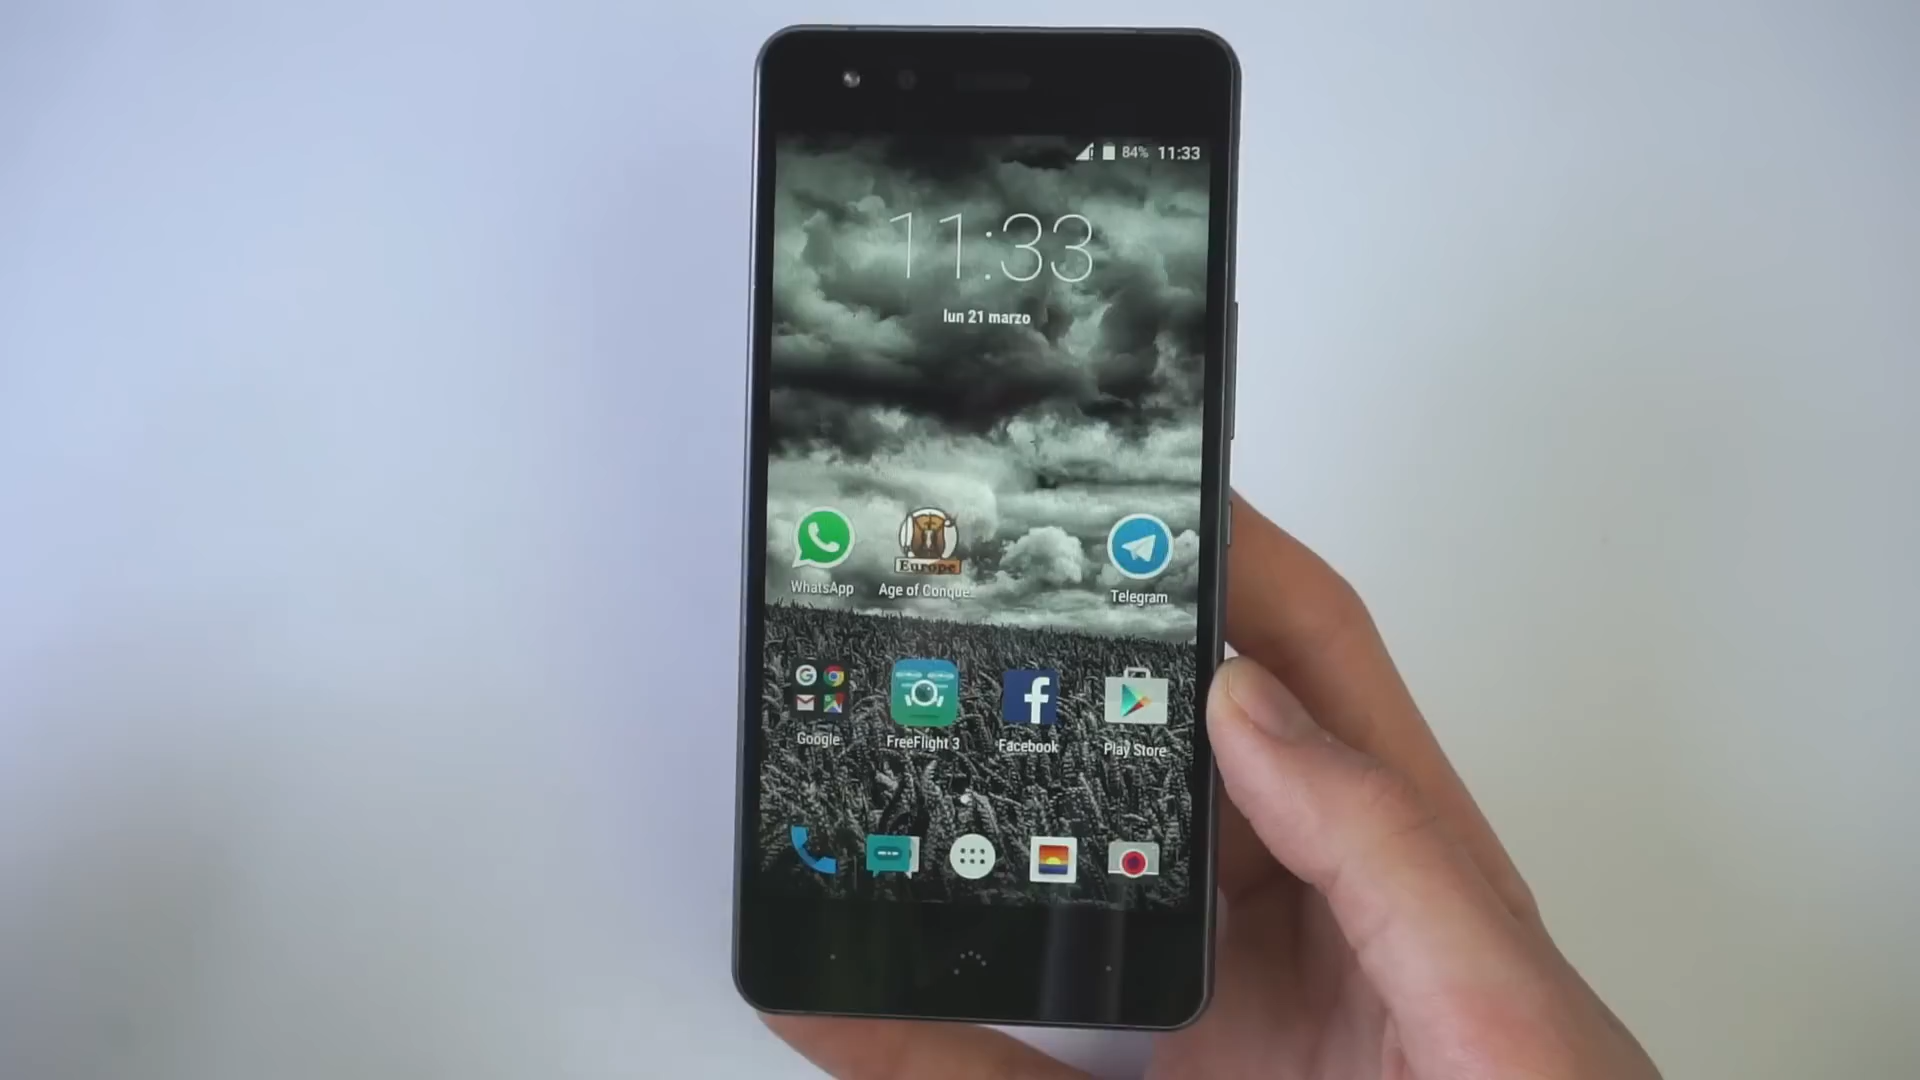 84% 11:33
11:33
lun 21 marzo
Europe
WhatsApp
Age of Conque..
Telegram
G
f
Google
FreeFlight 3
Facebook
Play Store